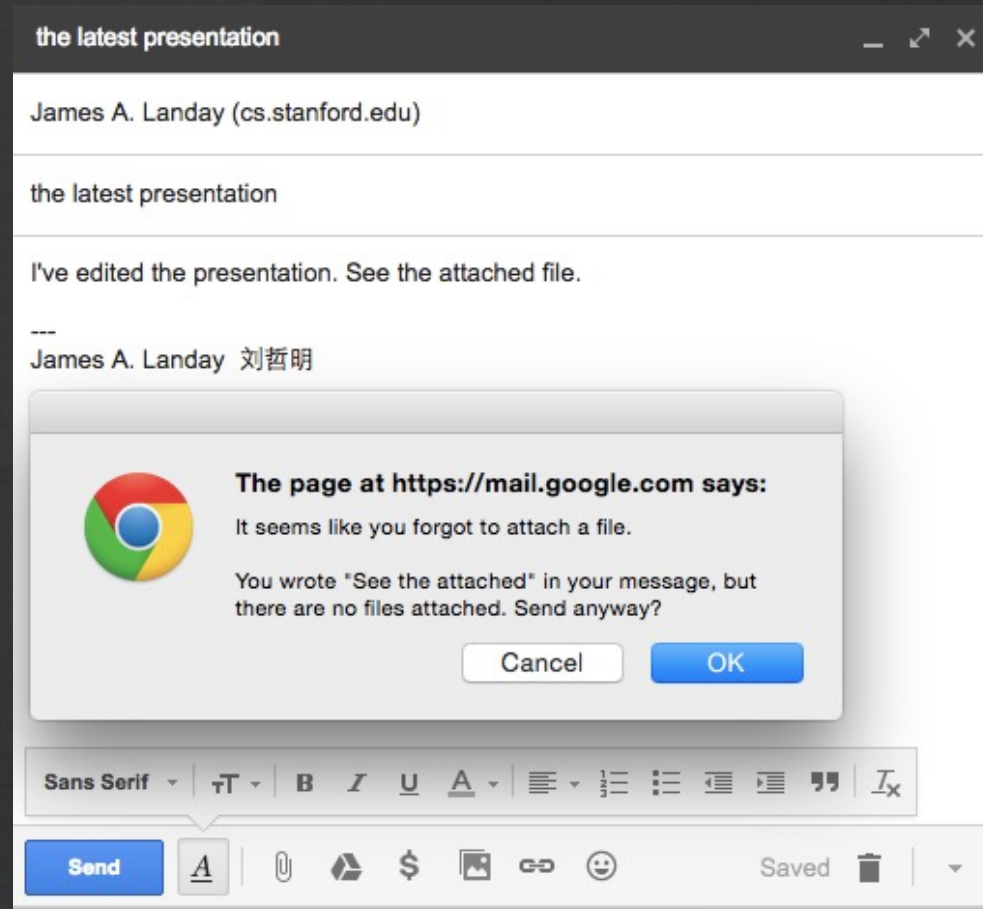 the latest presentation
James A. Landay (cs.stanford.edu)
the latest presentation
I've edited the presentation. See the attached file.
---
James A. Landay 刘哲明
The page at https://mail.google.com says:
It seems like you forgot to attach a file.
You wrote "See the attached" in your message, but
there are no files attached. Send anyway?
Cancel OK
Sans Serif
Send Saved